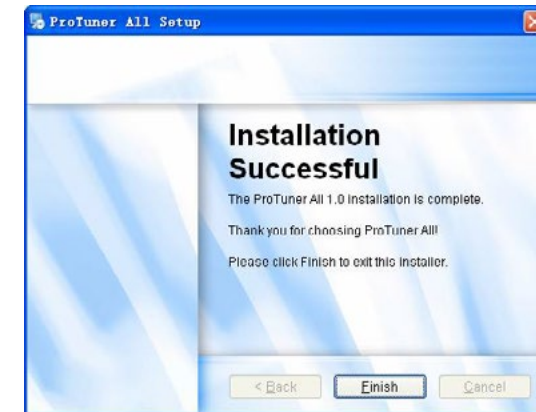 ProTuner All Setup
Installation
Successful
The ProTuner All 1.0 installation is complete.
Thank you for choosing ProTuner All!
Please click Finish to exit this installer.
< Back
Finish
Cancel